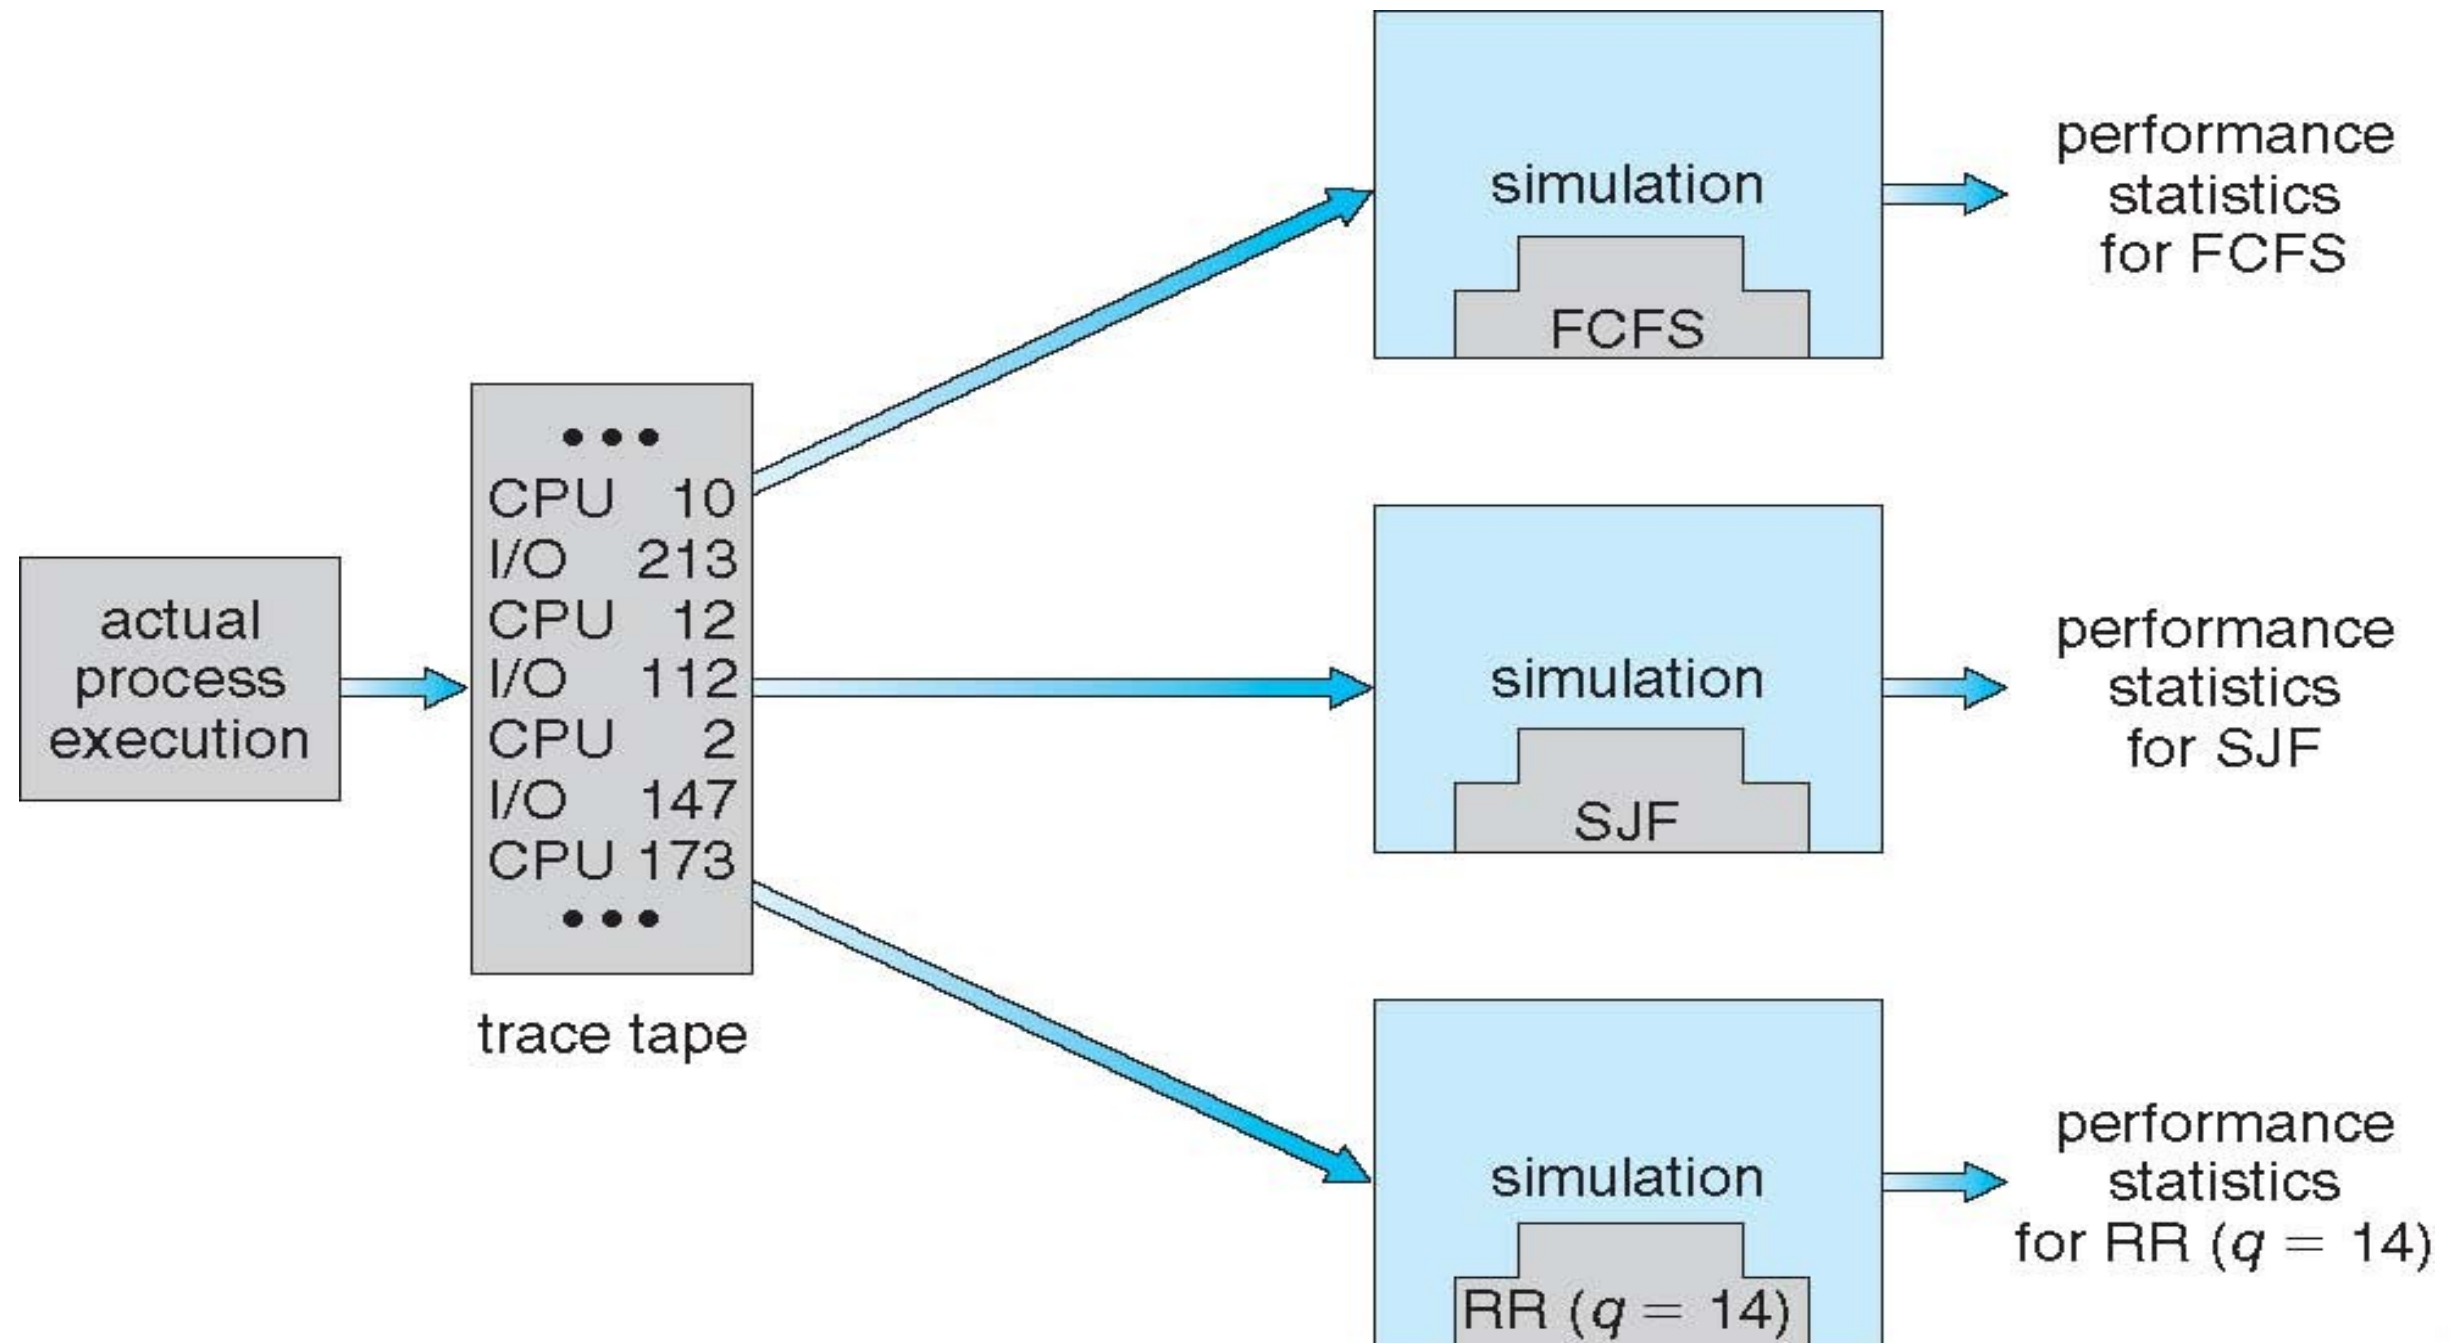 actual
process
execution
• • •
CPU 10
I/O 213
CPU 12
I/O 112
CPU 2
I/O 147
CPU 173
• • •
trace tape
simulation
FCFS
performance
statistics
for FCFS
simulation
SJF
performance
statistics
for SJF
simulation
RR (q = 14)
performance
statistics
for RR (q = 14)